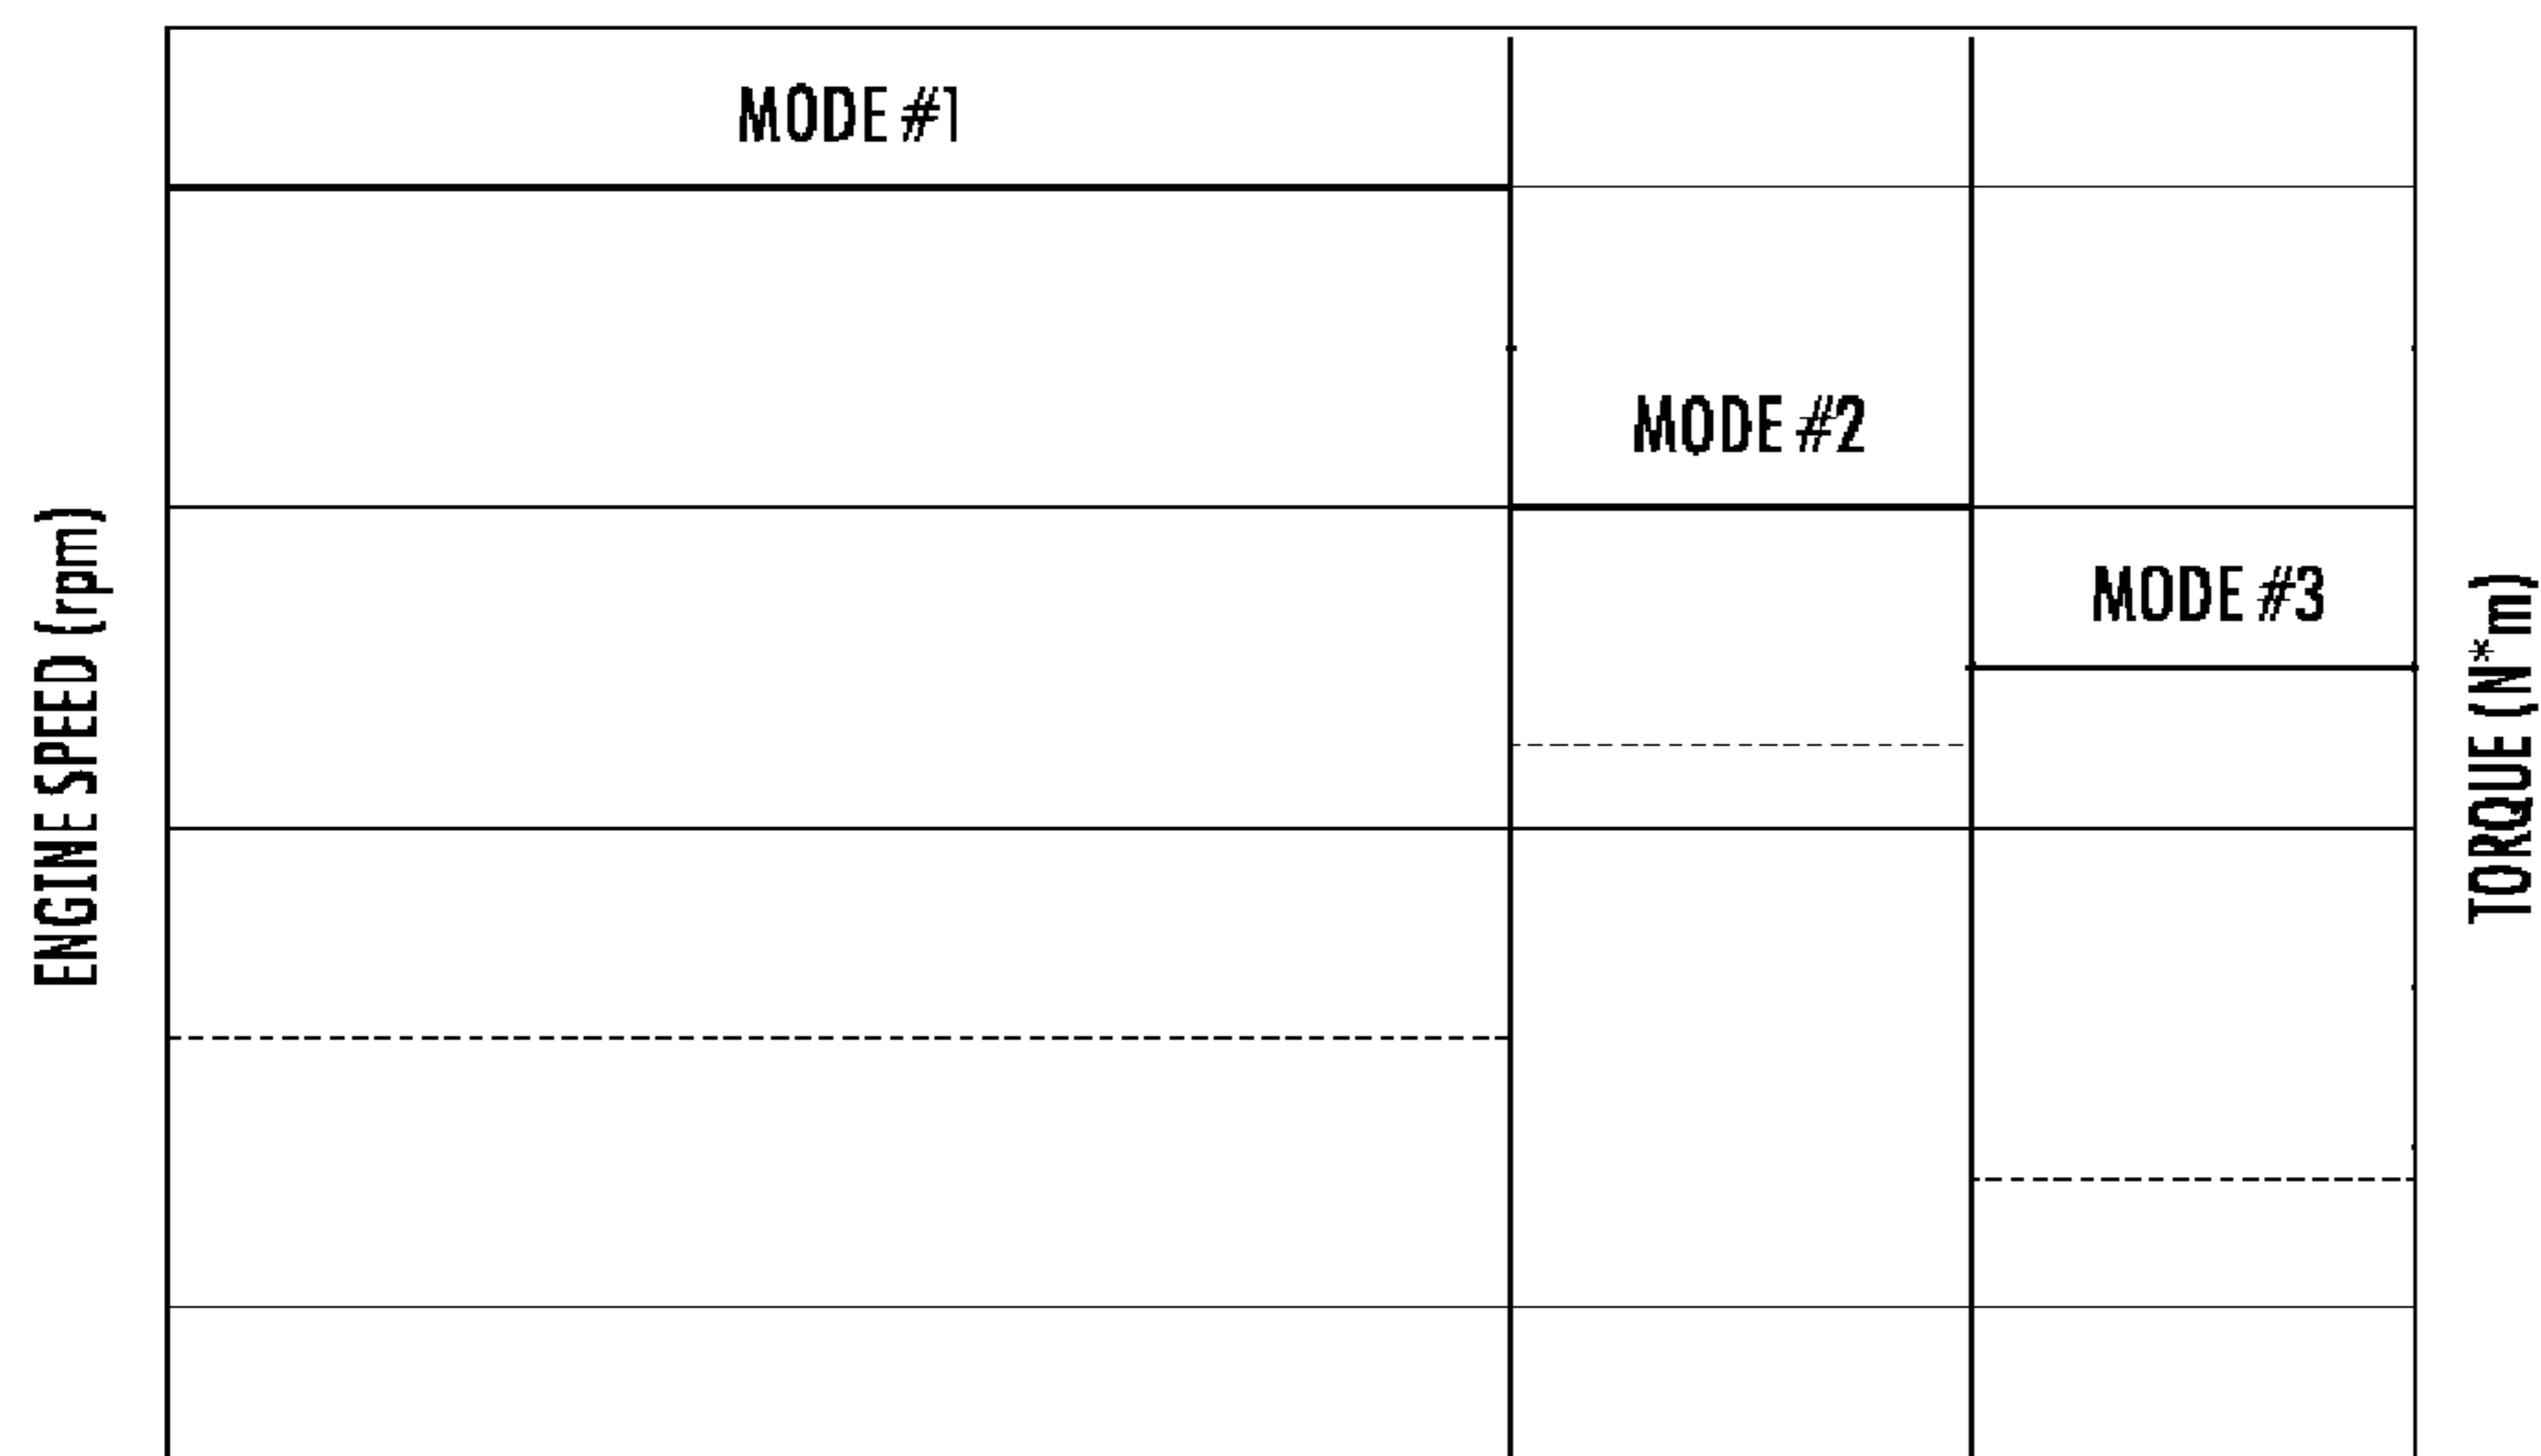 MODE #1
MODE #2
MODE #3
ENGINE SPEED (rpm)
TORQUE (N*m)